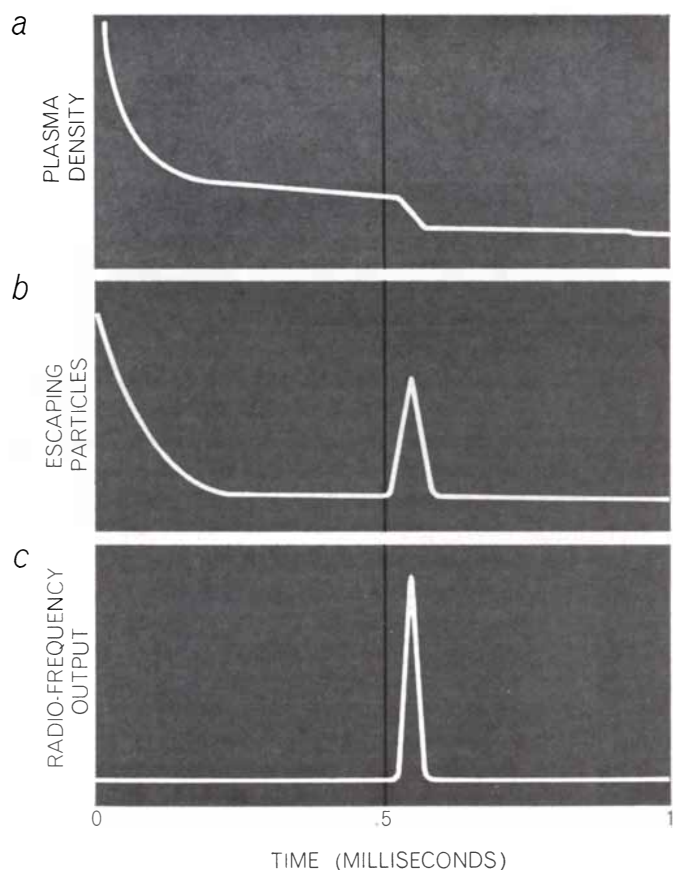 a
PLASMA
DENSITY
b
ESCAPING
PARTICLES
c
RADIO-FREQUENCY
OUTPUT
0
.5
1
TIME (MILLISECONDS)